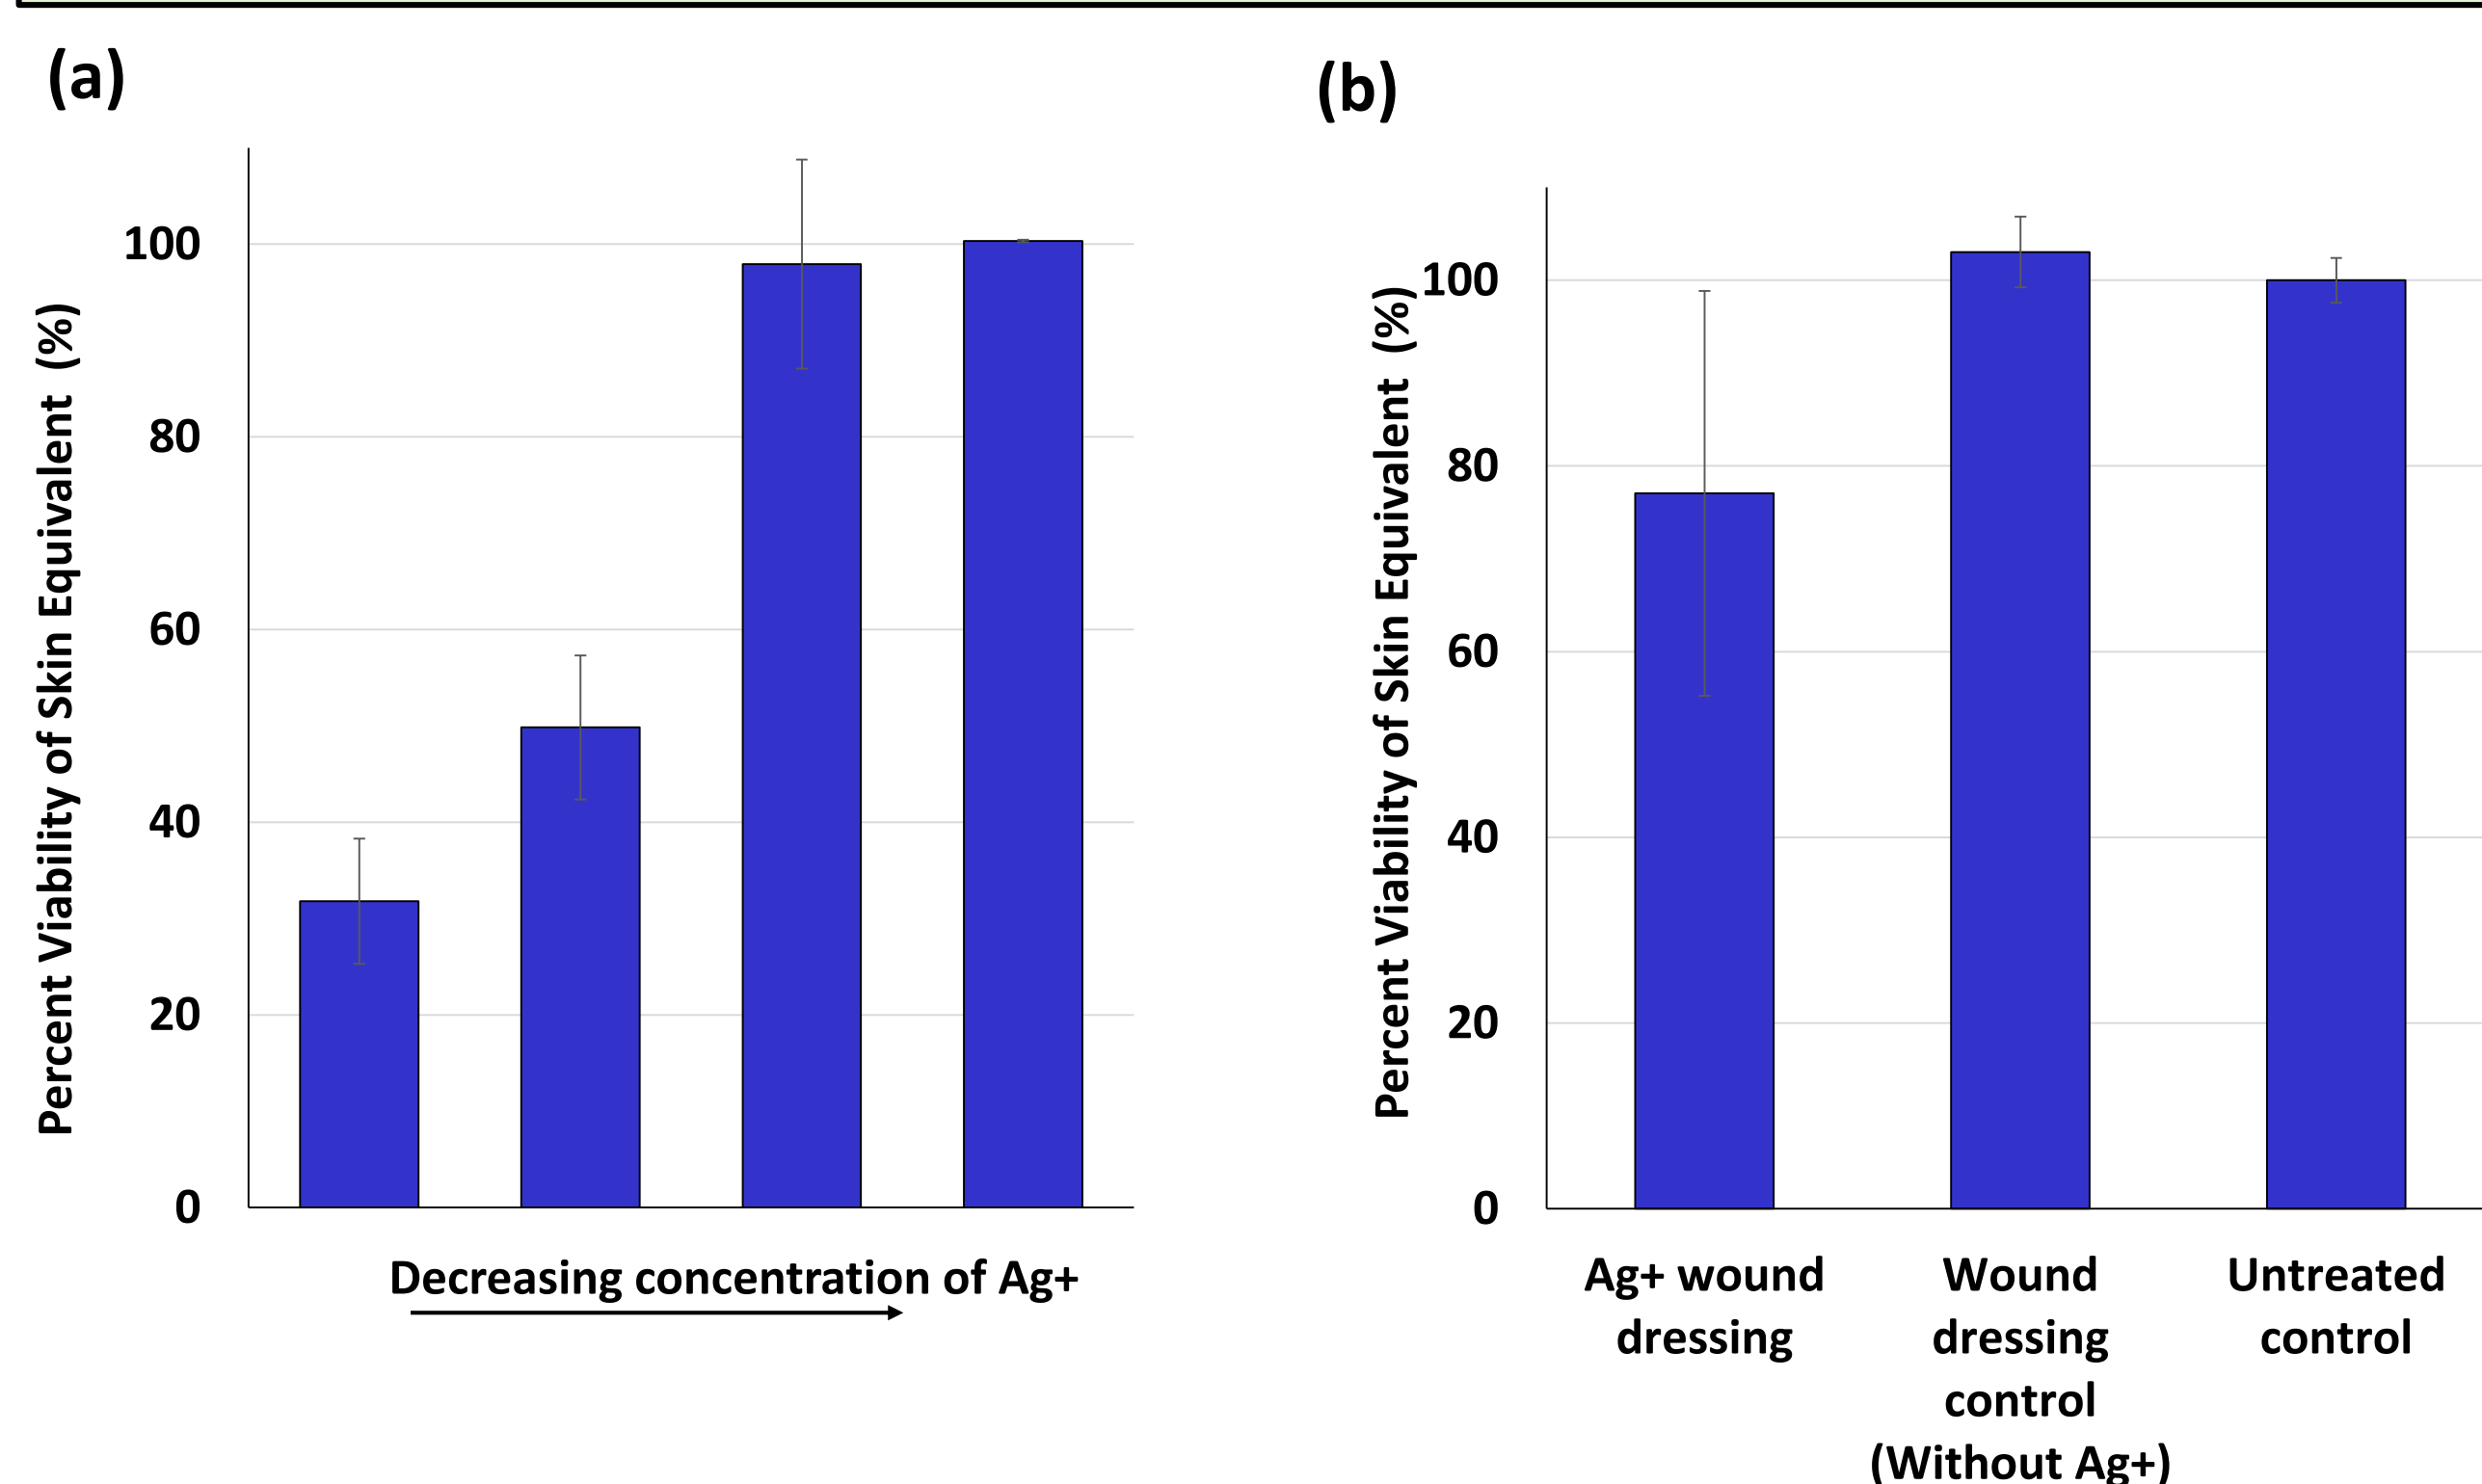 (a)
Percent Viability of Skin Equivalent (%)
100
80
60
40
20
0
Decreasing concentration of Ag+
(b)
Percent Viability of Skin Equivalent (%)
100
80
60
40
20
0
Ag+ wound
dressing
Wound
dressing
control
(Without Ag+)
Untreated
control